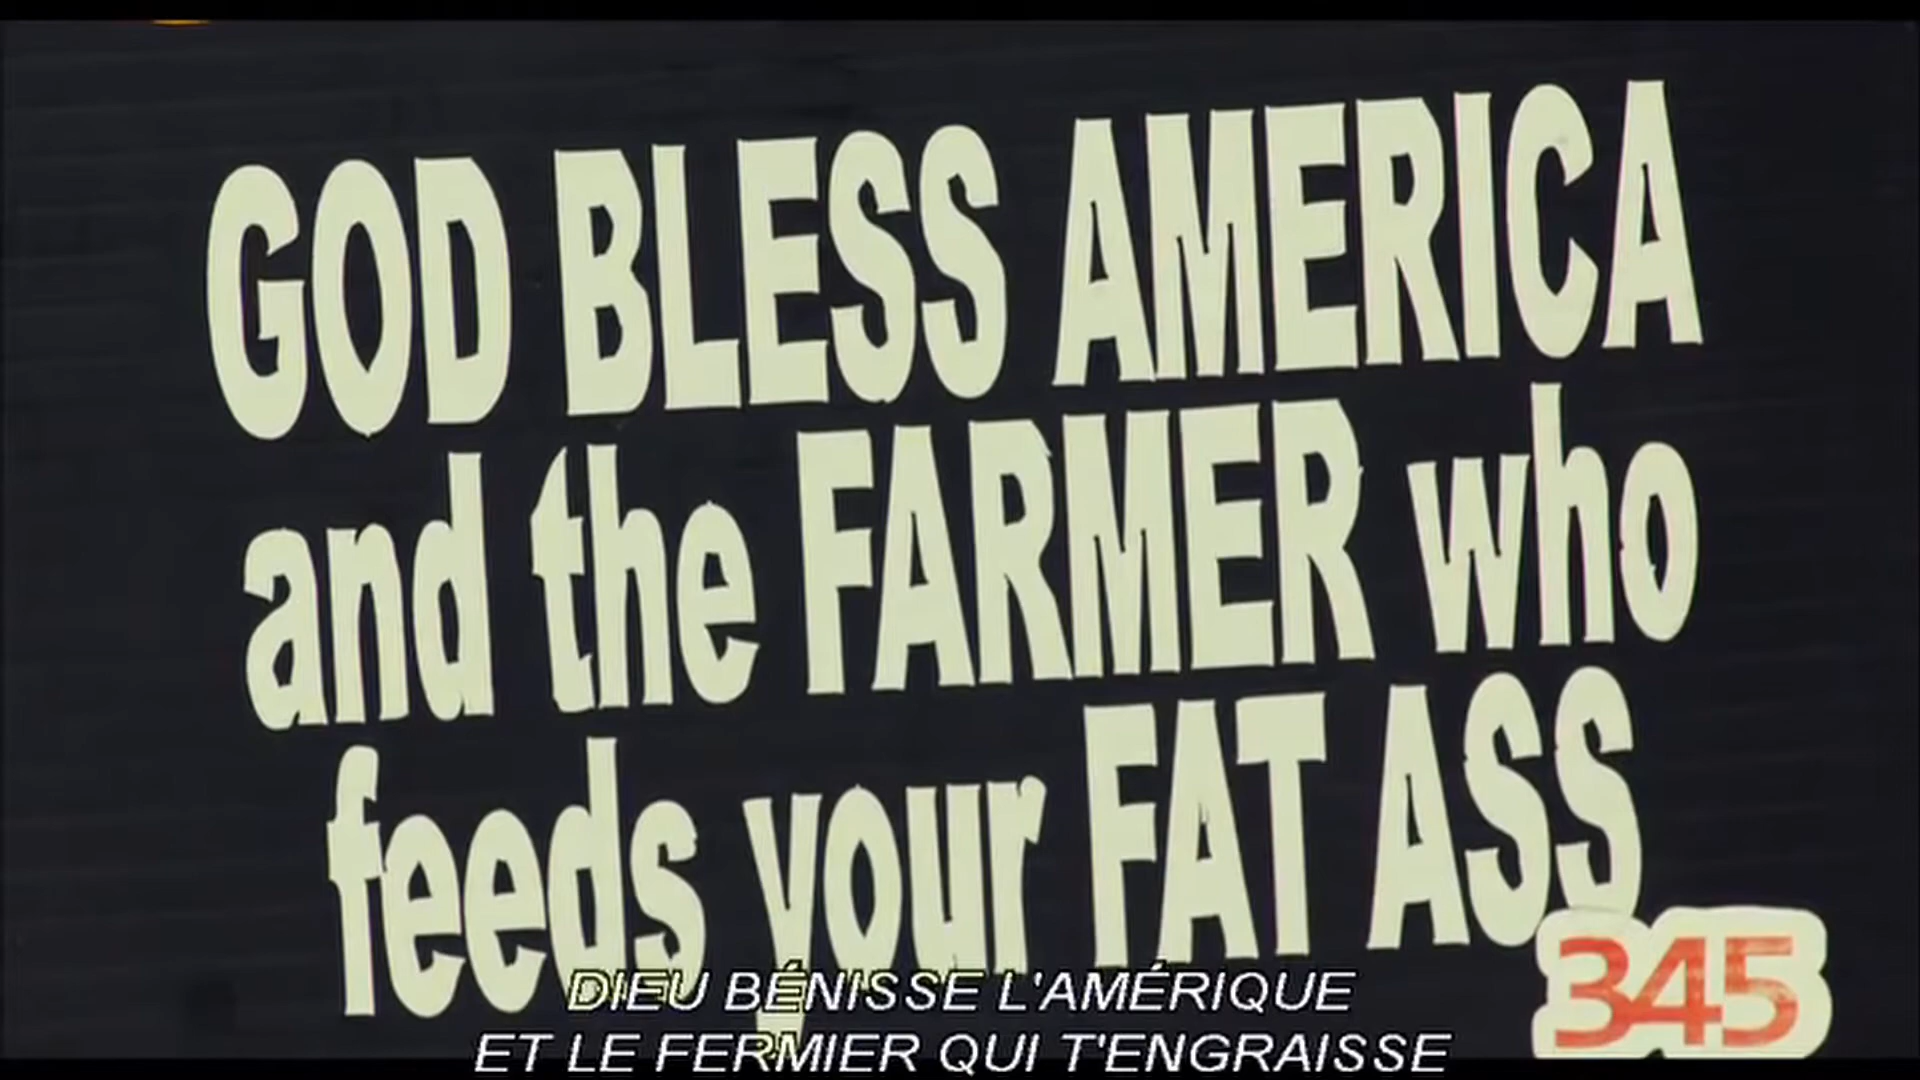 GOD BLESS AMERICA
and the FARMER who
feeds your FAT ASS
345
DIEU BÉNISSE L'AMÉRIQUE
ET LE FERMIER QUI T'ENGRAISSE